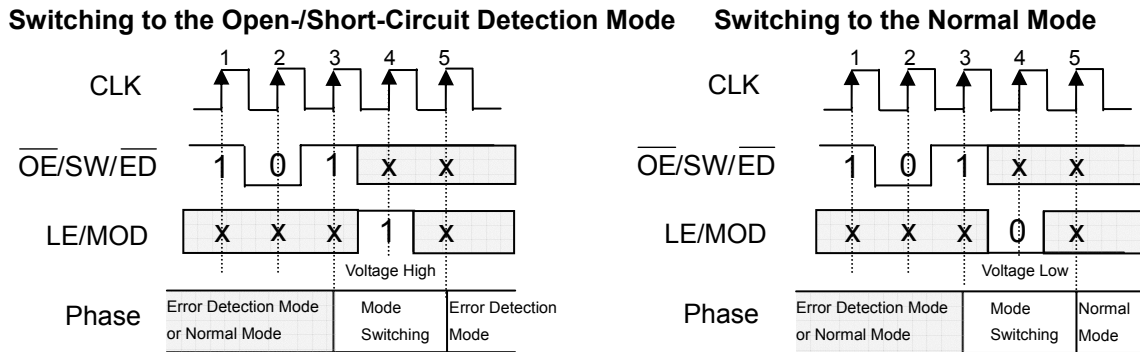 Switching to the Open-/Short-Circuit Detection Mode
1 2 3 4 5
CLK
OE/SW/ED
1 0 1 x x
LE/MOD
x x x 1 x
Voltage High
Phase
Error Detection Mode
or Normal Mode
Mode
Switching
Error Detection
Mode
Switching to the Normal Mode
1 2 3 4 5
CLK
OE/SW/ED
1 0 1 x x
LE/MOD
x x x 0 x
Voltage Low
Phase
Error Detection Mode
or Normal Mode
Mode
Switching
Normal
Mode